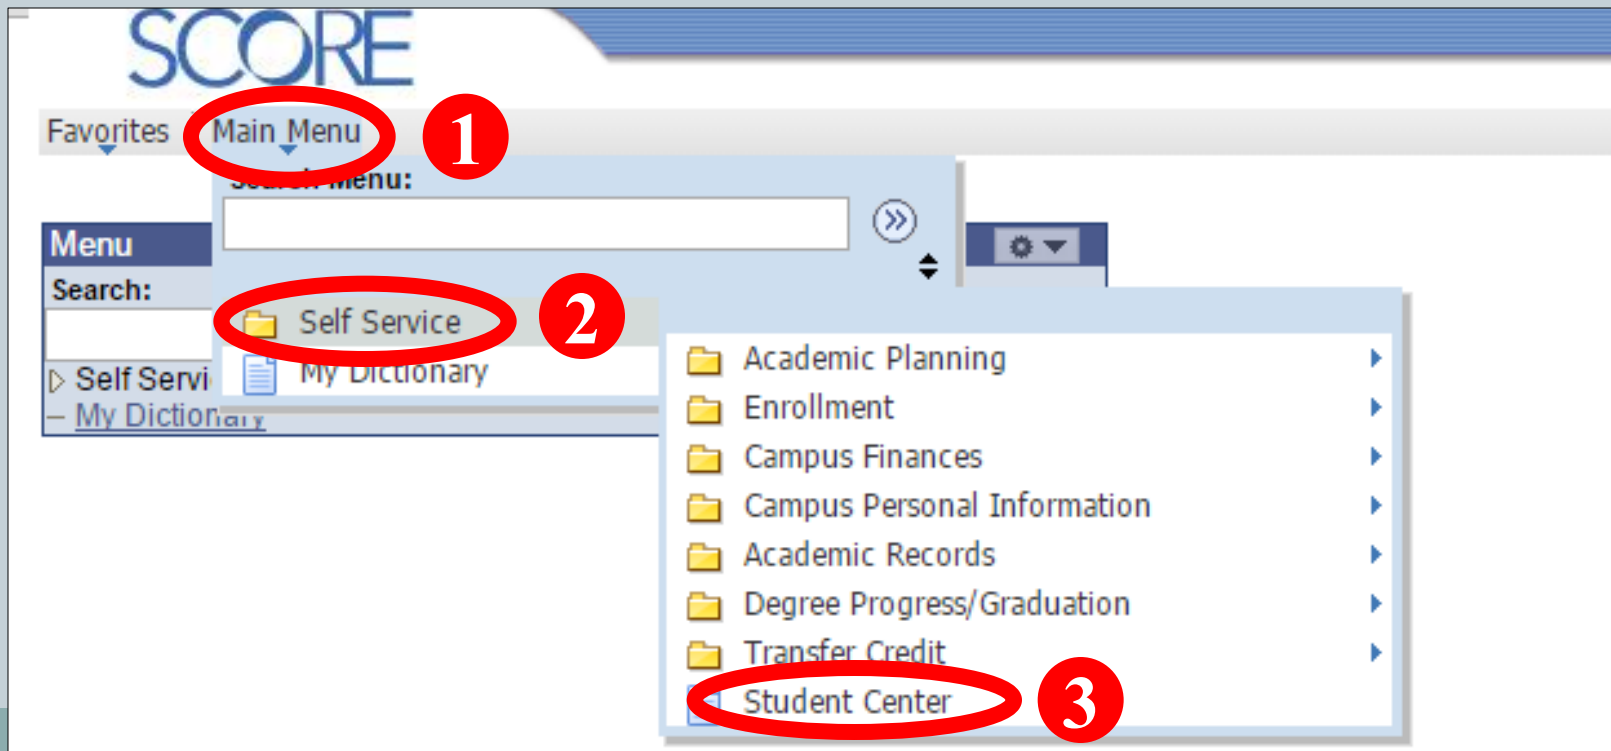 SCORE
Favorites Main Menu 1
Search Menu:
Menu
Search:
Self Service 2
My Dictionary
Self Servi
My Dictionary
Academic Planning
Enrollment
Campus Finances
Campus Personal Information
Academic Records
Degree Progress/Graduation
Transfer Credit
Student Center 3